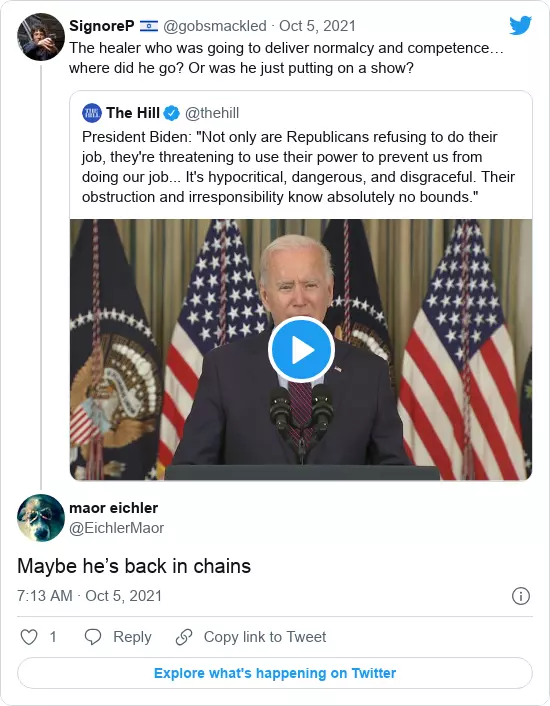 SignoreP 🇮🇱 @gobsmackled · Oct 5, 2021
The healer who was going to deliver normalcy and competence…
where did he go? Or was he just putting on a show?
THE HILL
The Hill @thehill
President Biden: "Not only are Republicans refusing to do their
job, they're threatening to use their power to prevent us from
doing our job... It's hypocritical, dangerous, and disgraceful. Their
obstruction and irresponsibility know absolutely no bounds."
maor eichler
@EichlerMaor
Maybe he’s back in chains
7:13 AM · Oct 5, 2021
1 Reply Copy link to Tweet
Explore what's happening on Twitter